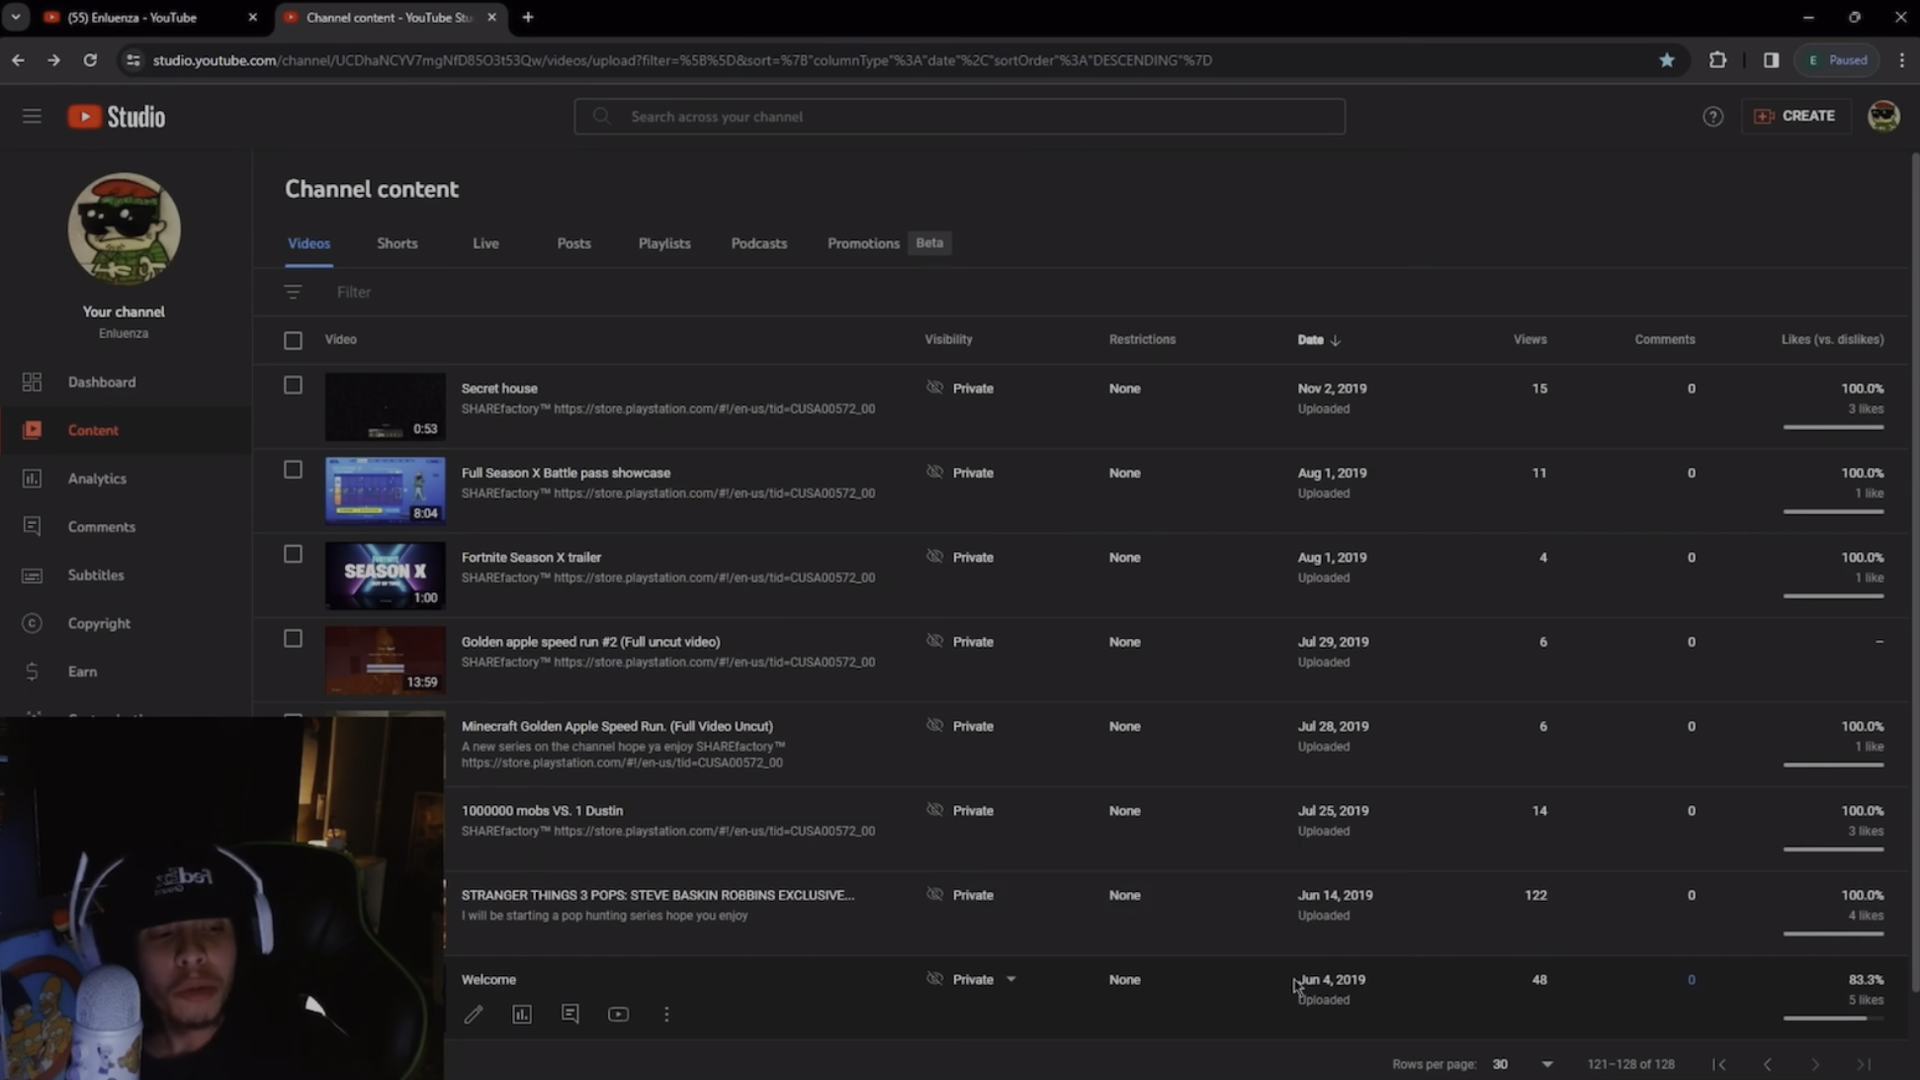 (55) Enluenza - YouTube
Channel content - YouTube Stu
studio.youtube.com/channel/UCDhaNCYV7mgNfD85O3t53Qw/videos/upload?filter=%5B%5D&sort=%7B"columnType"%3A"date"%2C"sortOrder"%3A"DESCENDING"%7D
E Paused
Studio
Search across your channel
CREATE
Channel content
Your channel
Enluenza
Videos Shorts Live Posts Playlists Podcasts Promotions Beta
Filter
Video Visibility Restrictions Date Views Comments Likes (vs. dislikes)
Dashboard
Content
Analytics
Comments
Subtitles
Copyright
Earn
Secret house Private None Nov 2, 2019 15 0 100.0%
SHAREfactory™ https://store.playstation.com/#!/en-us/tid=CUSA00572_00 Uploaded 3 likes
0:53
Full Season X Battle pass showcase Private None Aug 1, 2019 11 0 100.0%
SHAREfactory™ https://store.playstation.com/#!/en-us/tid=CUSA00572_00 Uploaded 1 like
8:04
Fortnite Season X trailer Private None Aug 1, 2019 4 0 100.0%
SEASON X
SHAREfactory™ https://store.playstation.com/#!/en-us/tid=CUSA00572_00 Uploaded 1 like
1:00
Golden apple speed run #2 (Full uncut video) Private None Jul 29, 2019 6 0 –
SHAREfactory™ https://store.playstation.com/#!/en-us/tid=CUSA00572_00 Uploaded
13:59
Minecraft Golden Apple Speed Run. (Full Video Uncut) Private None Jul 28, 2019 6 0 100.0%
A new series on the channel hope ya enjoy SHAREfactory™ Uploaded 1 like
https://store.playstation.com/#!/en-us/tid=CUSA00572_00
1000000 mobs VS. 1 Dustin Private None Jul 25, 2019 14 0 100.0%
SHAREfactory™ https://store.playstation.com/#!/en-us/tid=CUSA00572_00 Uploaded 3 likes
STRANGER THINGS 3 POPS: STEVE BASKIN ROBBINS EXCLUSIVE... Private None Jun 14, 2019 122 0 100.0%
I will be starting a pop hunting series hope you enjoy Uploaded 4 likes
Welcome Private None Jun 4, 2019 48 0 83.3%
Uploaded 5 likes
FedEx
Rows per page: 30 121–128 of 128